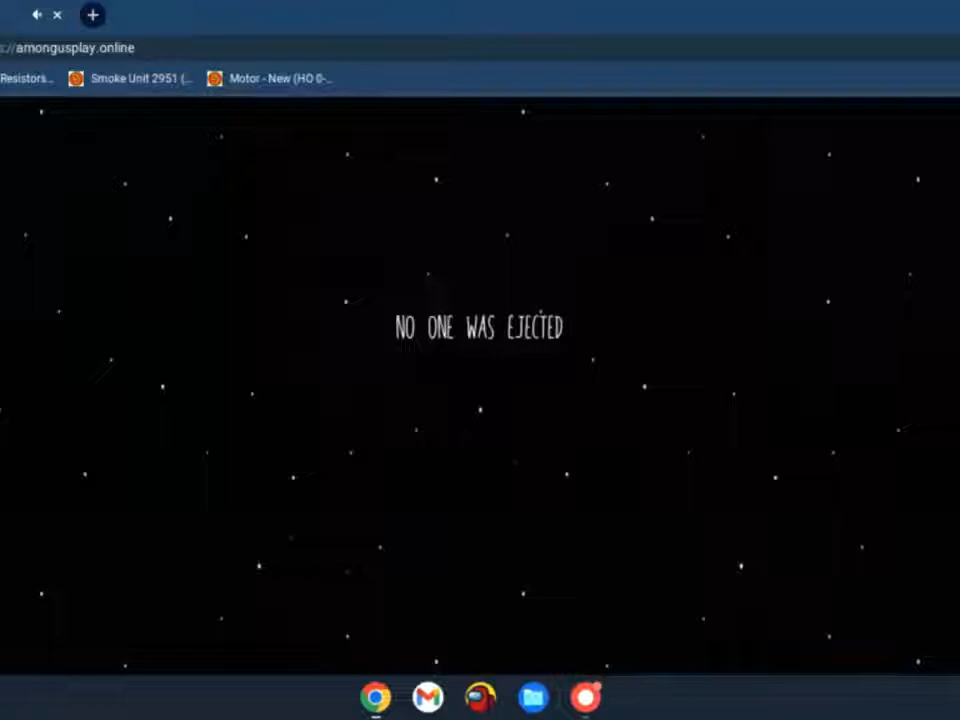 s://amongusplay.online
Resistors...
Smoke Unit 2951 (...
Motor - New (HO 0-...
NO ONE WAS EJECTED